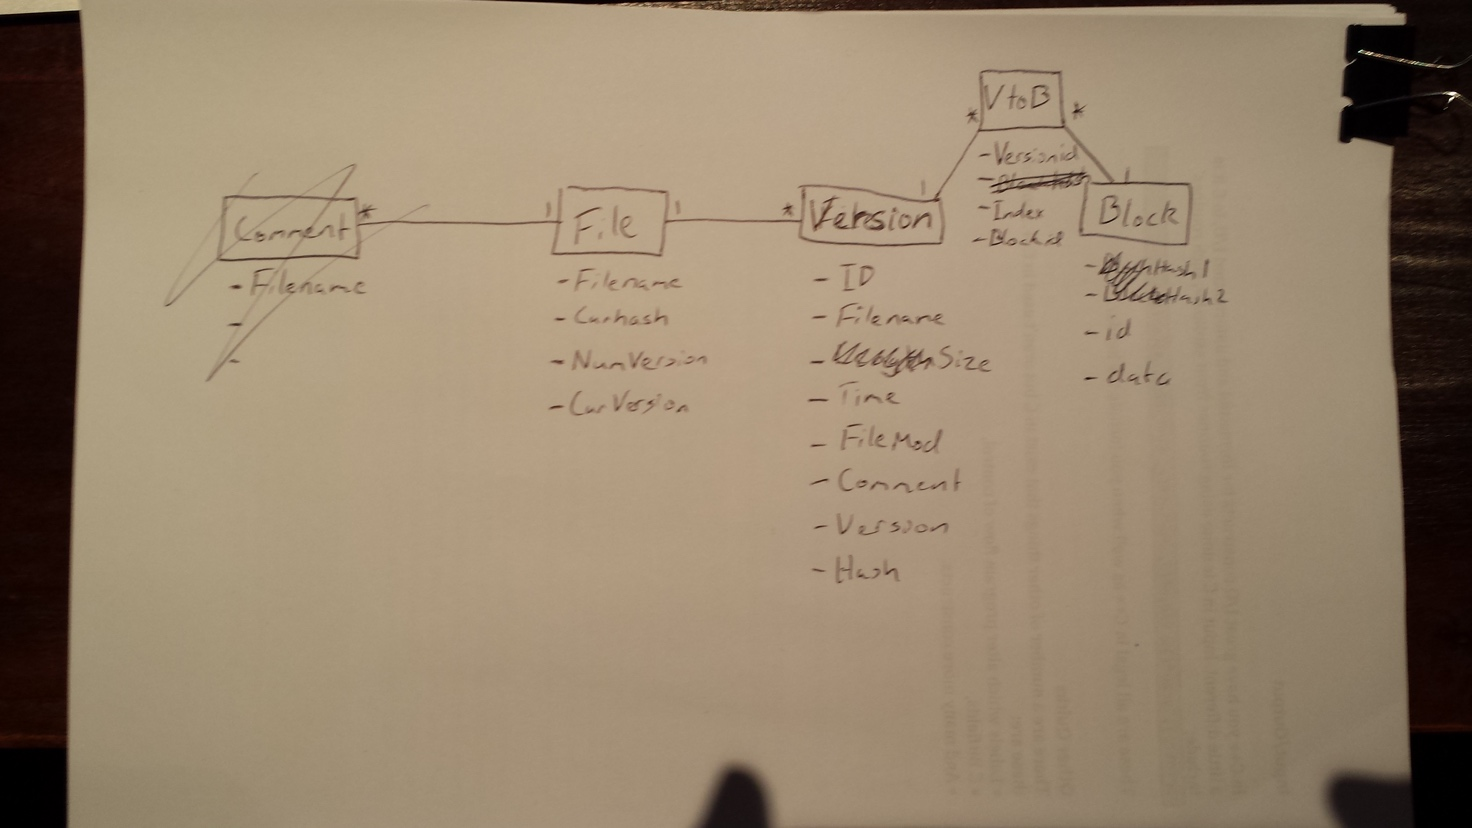 VtoB
* *
- Versionid
-
- Index
- Blockid
Comment
* 1
File
1 *
Version
1
Block
1
- Filename
-
-
- Filename
- Curhash
- NumVersion
- CurVersion
- ID
- Filename
- Size
- Time
- FileMod
- Comment
- Version
- Hash
- Hash1
- Hash2
- id
- data